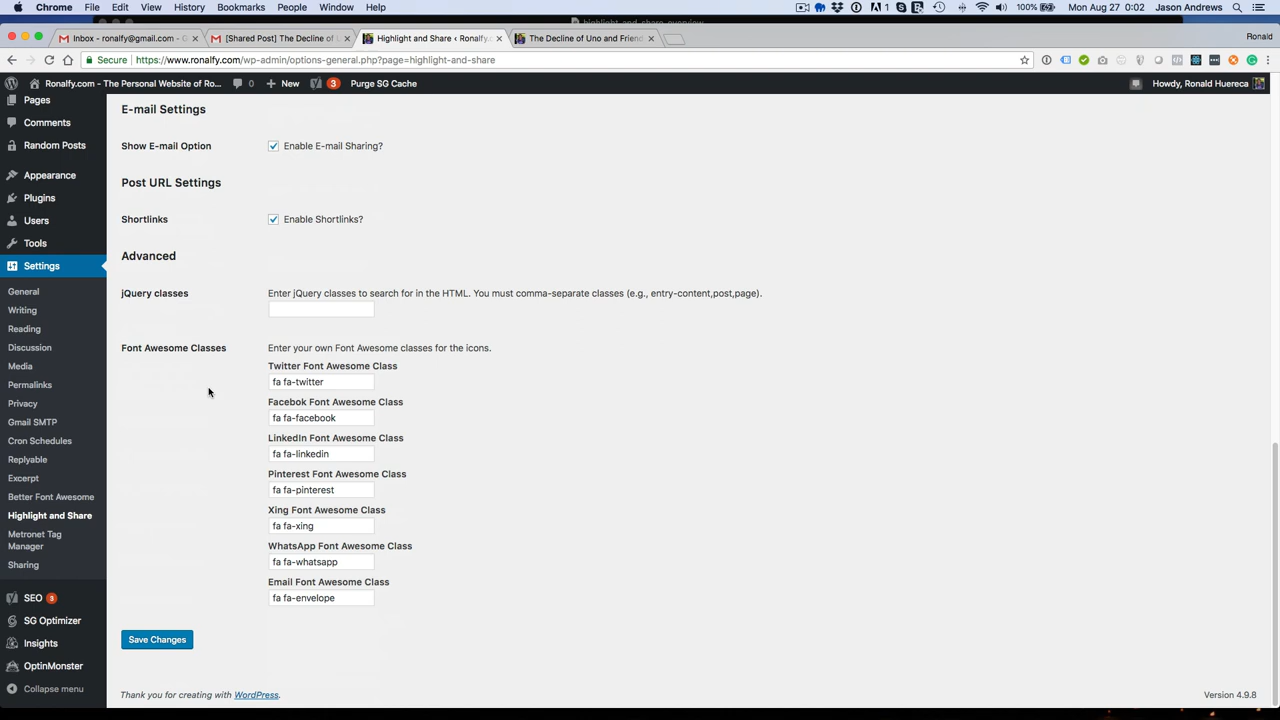 Chrome File Edit View History Bookmarks People Window Help 1 100% Mon Aug 27 0:02 Jason Andrews
highlight_and_share_overview
Inbox - ronalfy@gmail.com - G × [Shared Post] The Decline of U × Highlight and Share ‹ Ronalfy. × The Decline of Uno and Friend × Ronald
Secure https://www.ronalfy.com/wp-admin/options-general.php?page=highlight-and-share
Ronalfy.com – The Personal Website of Ro... 0 + New 3 Purge SG Cache Howdy, Ronald Huereca
Pages
Comments
Random Posts
Appearance
Plugins
Users
Tools
Settings
General
Writing
Reading
Discussion
Media
Permalinks
Privacy
Gmail SMTP
Cron Schedules
Replyable
Excerpt
Better Font Awesome
Highlight and Share
Metronet Tag
Manager
Sharing
SEO 3
SG Optimizer
Insights
OptinMonster
Collapse menu
E-mail Settings
Show E-mail Option Enable E-mail Sharing?
Post URL Settings
Shortlinks Enable Shortlinks?
Advanced
jQuery classes Enter jQuery classes to search for in the HTML. You must comma-separate classes (e.g., entry-content,post,page).
Font Awesome Classes Enter your own Font Awesome classes for the icons.
Twitter Font Awesome Class
fa fa-twitter
Facebok Font Awesome Class
fa fa-facebook
LinkedIn Font Awesome Class
fa fa-linkedin
Pinterest Font Awesome Class
fa fa-pinterest
Xing Font Awesome Class
fa fa-xing
WhatsApp Font Awesome Class
fa fa-whatsapp
Email Font Awesome Class
fa fa-envelope
Save Changes
Thank you for creating with WordPress. Version 4.9.8